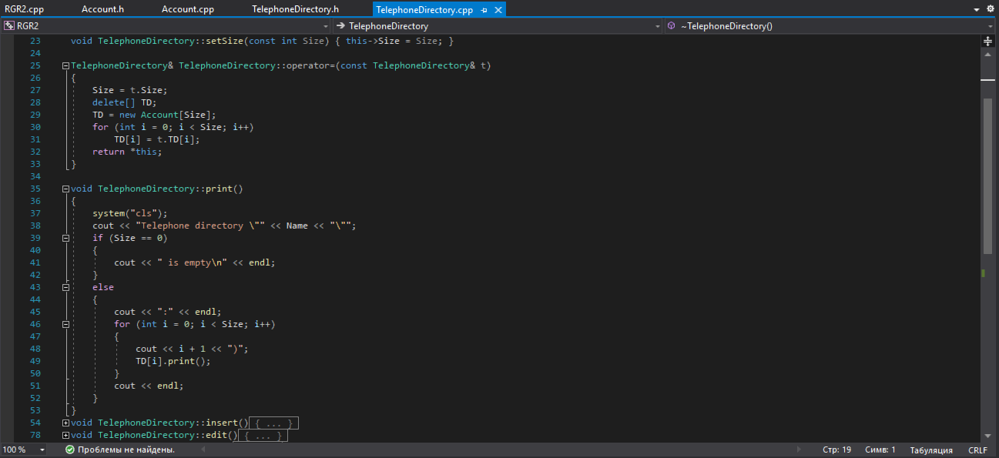 RGR2.cpp Account.h Account.cpp TelephoneDirectory.h TelephoneDirectory.cpp
RGR2 TelephoneDirectory ~TelephoneDirectory()
23 void TelephoneDirectory::setSize(const int Size) { this->Size = Size; }
24
25 TelephoneDirectory& TelephoneDirectory::operator=(const TelephoneDirectory& t)
26 {
27 Size = t.Size;
28 delete[] TD;
29 TD = new Account[Size];
30 for (int i = 0; i < Size; i++)
31 TD[i] = t.TD[i];
32 return *this;
33 }
34
35 void TelephoneDirectory::print()
36 {
37 system("cls");
38 cout << "Telephone directory \"" << Name << "\"";
39 if (Size == 0)
40 {
41 cout << " is empty\n" << endl;
42 }
43 else
44 {
45 cout << ":" << endl;
46 for (int i = 0; i < Size; i++)
47 {
48 cout << i + 1 << ")";
49 TD[i].print();
50 }
51 cout << endl;
52 }
53 }
54 void TelephoneDirectory::insert() { ... }
78 void TelephoneDirectory::edit() { ... }
100 % Проблемы не найдены. Стр: 19 Симв: 1 Табуляция CRLF